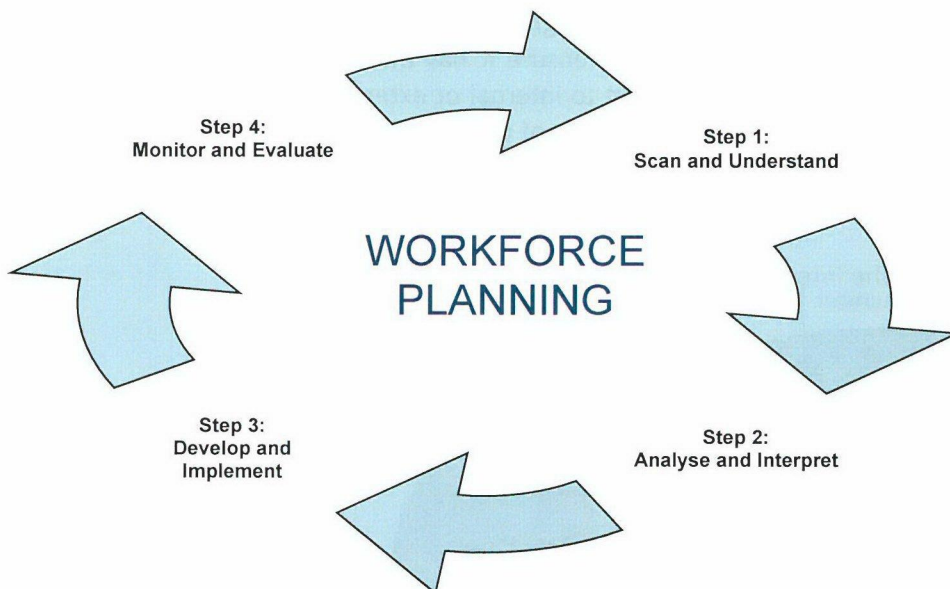 WORKFORCE
PLANNING
Step 1:
Scan and Understand
Step 2:
Analyse and Interpret
Step 3:
Develop and
Implement
Step 4:
Monitor and Evaluate